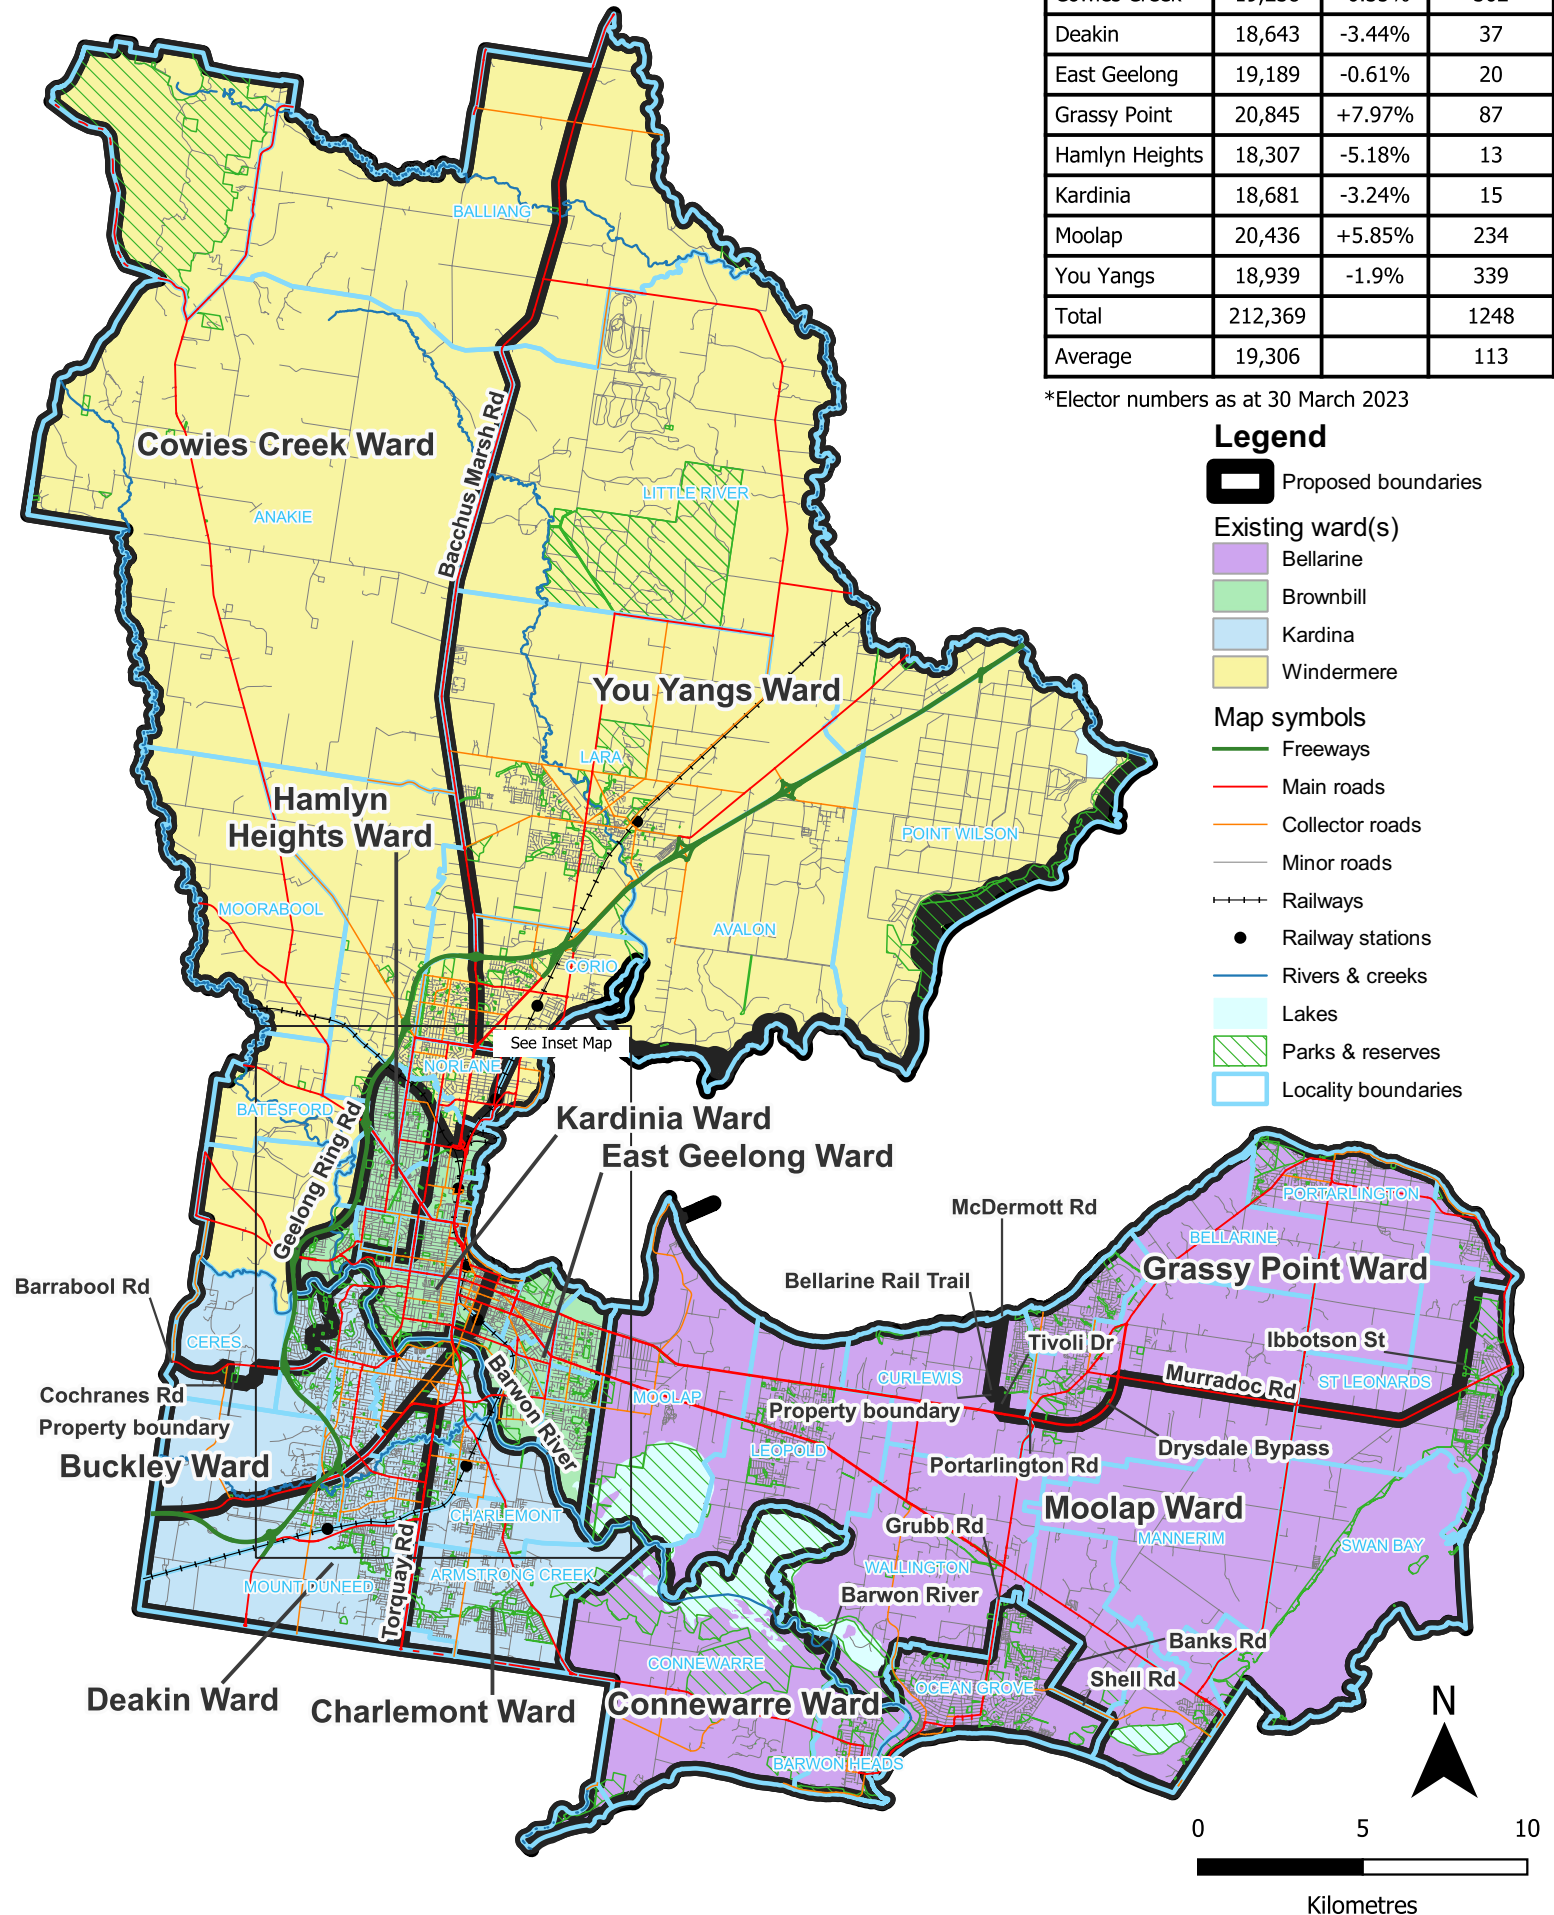 Deakin 18,643 -3.44% 37
East Geelong 19,189 -0.61% 20
Grassy Point 20,845 +7.97% 87
Hamlyn Heights 18,307 -5.18% 13
Kardinia 18,681 -3.24% 15
Moolap 20,436 +5.85% 234
You Yangs 18,939 -1.9% 339
Total 212,369 1248
Average 19,306 113
*Elector numbers as at 30 March 2023
Legend
Proposed boundaries
Existing ward(s)
Bellarine
Brownbill
Kardina
Windermere
Map symbols
Freeways
Main roads
Collector roads
Minor roads
Railways
Railway stations
Rivers & creeks
Lakes
Parks & reserves
Locality boundaries
BALLIANG
Cowies Creek Ward
Bacchus Marsh Rd
LITTLE RIVER
ANAKIE
You Yangs Ward
LARA
Hamlyn
Heights Ward
POINT WILSON
MOORABOOL
AVALON
CORIO
See Inset Map
NORLANE
BATESFORD
Geelong Ring Rd
Kardinia Ward
East Geelong Ward
McDermott Rd
PORTARLINGTON
BELLARINE
Grassy Point Ward
Bellarine Rail Trail
Barrabool Rd
CERES
Tivoli Dr
Ibbotson St
Murradoc Rd
ST LEONARDS
CURLEWIS
Barwon River
MOOLAP
Cochranes Rd
Property boundary
Property boundary
Drysdale Bypass
LEOPOLD
Portarlington Rd
Buckley Ward
Moolap Ward
CHARLEMONT
Grubb Rd
MANNERIM
SWAN BAY
Torquay Rd
WALLINGTON
ARMSTRONG CREEK
MOUNT DUNEED
Barwon River
Banks Rd
CONNEWARRE
Shell Rd
OCEAN GROVE
Deakin Ward
Charlemont Ward
Connewarre Ward
BARWON HEADS
N
0 5 10
Kilometres